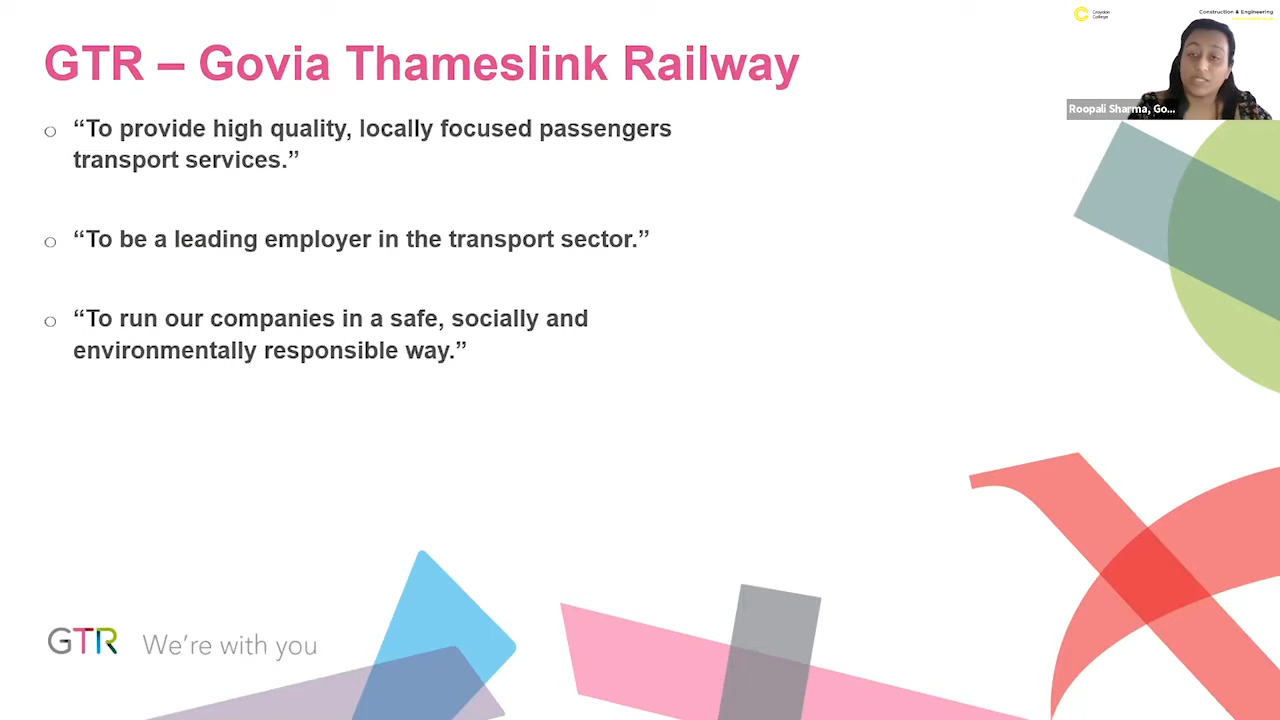 GTR – Govia Thameslink Railway
Croydon
College
Construction & Engineering
Roopali Sharma, Go...
“To provide high quality, locally focused passengers
transport services.”
“To be a leading employer in the transport sector.”
“To run our companies in a safe, socially and
environmentally responsible way.”
GTR We’re with you